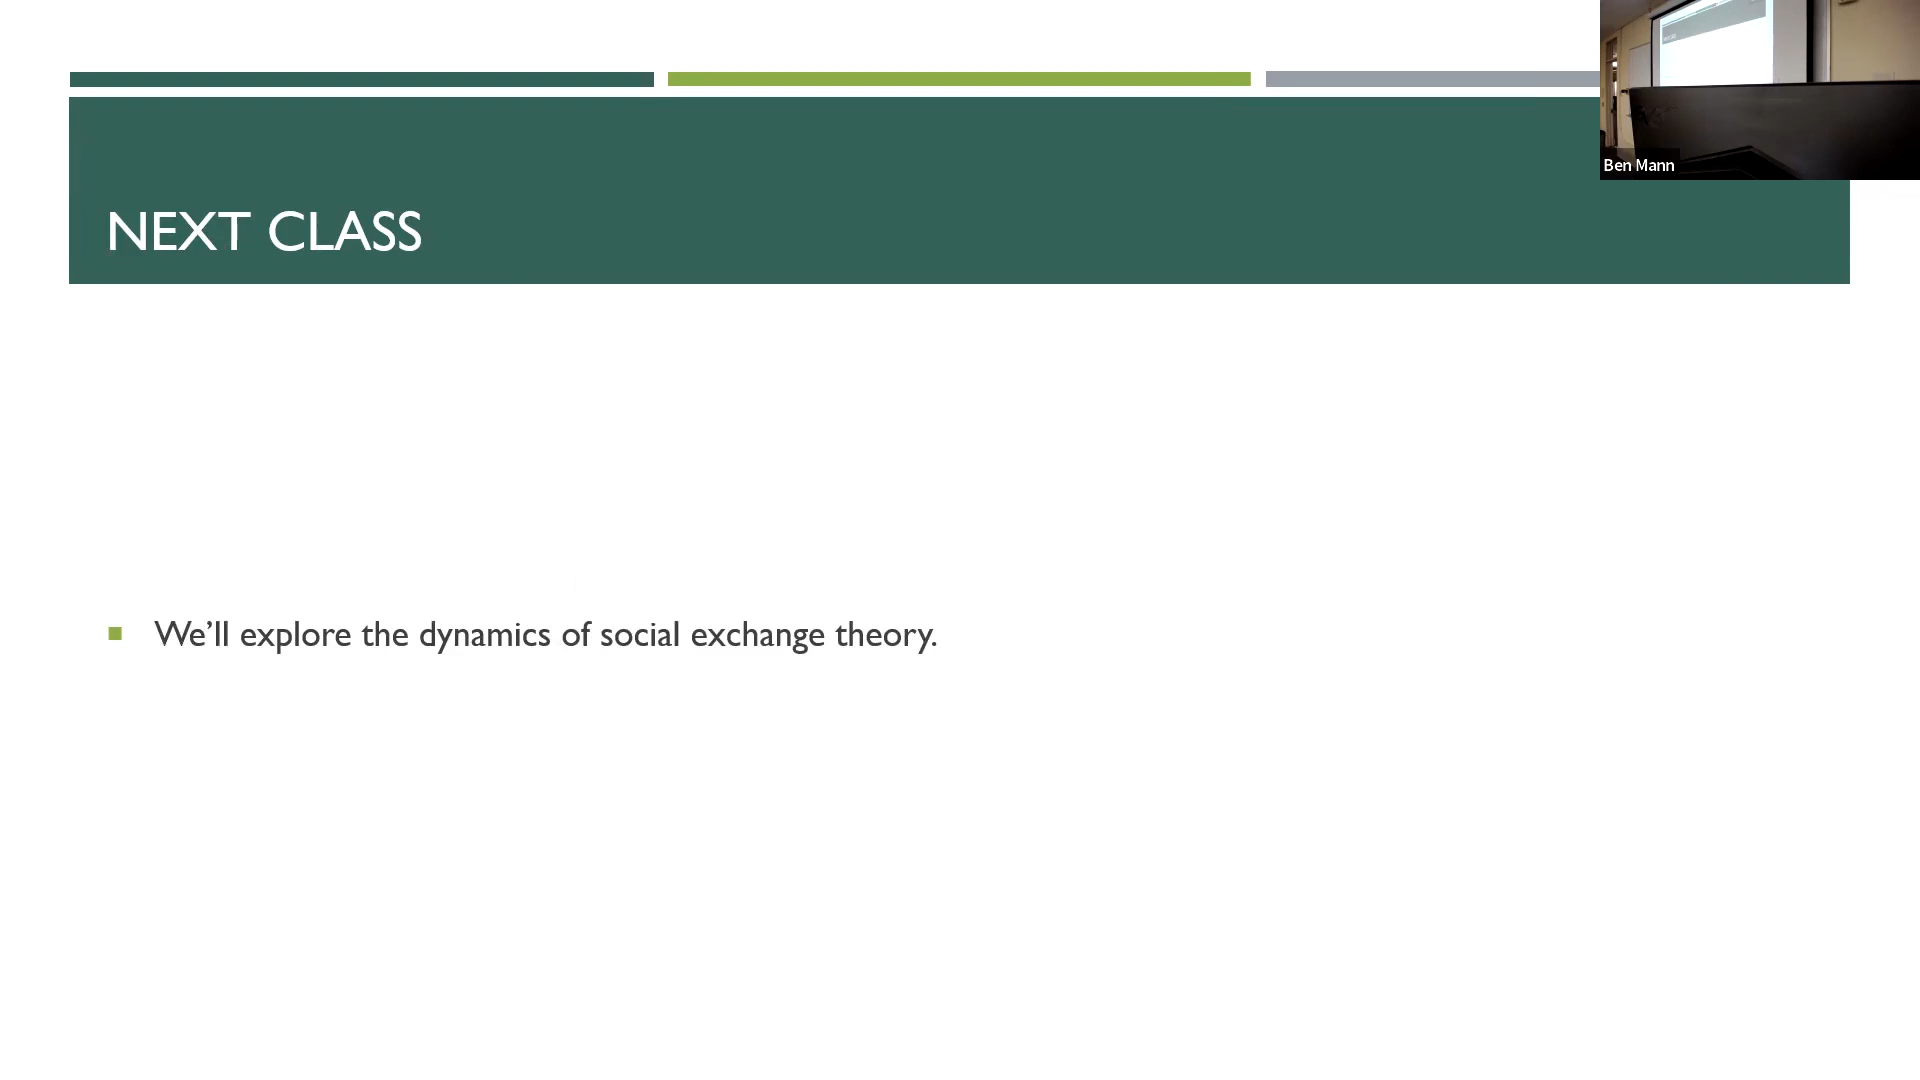 Ben Mann
NEXT CLASS
We’ll explore the dynamics of social exchange theory.